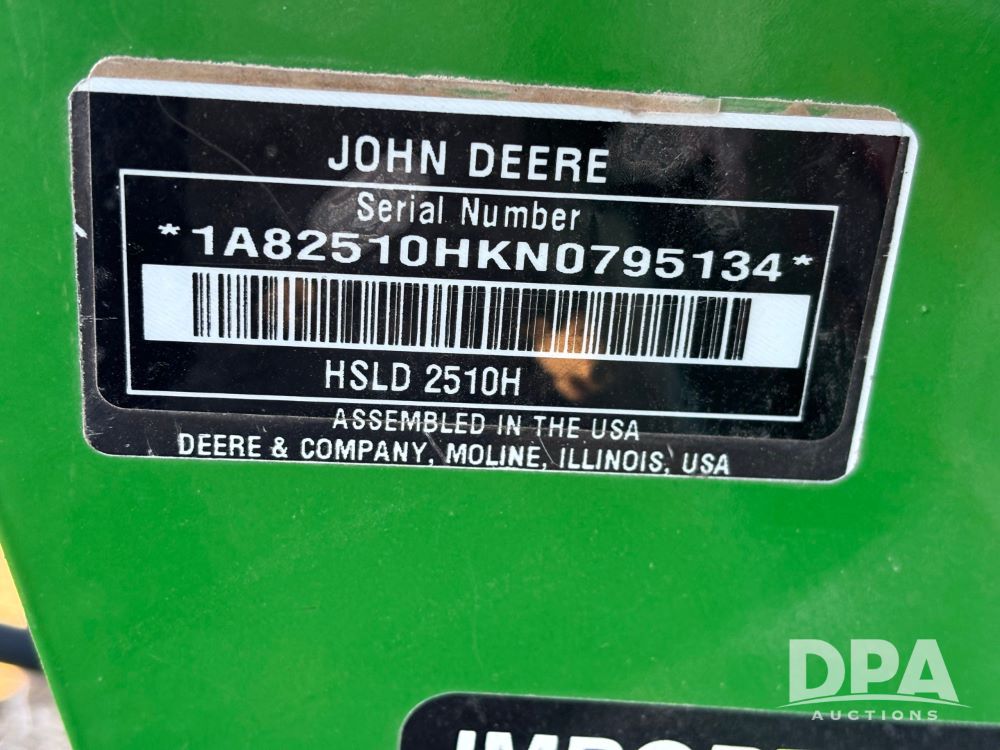 JOHN DEERE
Serial Number
*1A82510HKN0795134*
HSLD 2510H
ASSEMBLED IN THE USA
DEERE & COMPANY, MOLINE, ILLINOIS, USA
DPA
AUCTIONS